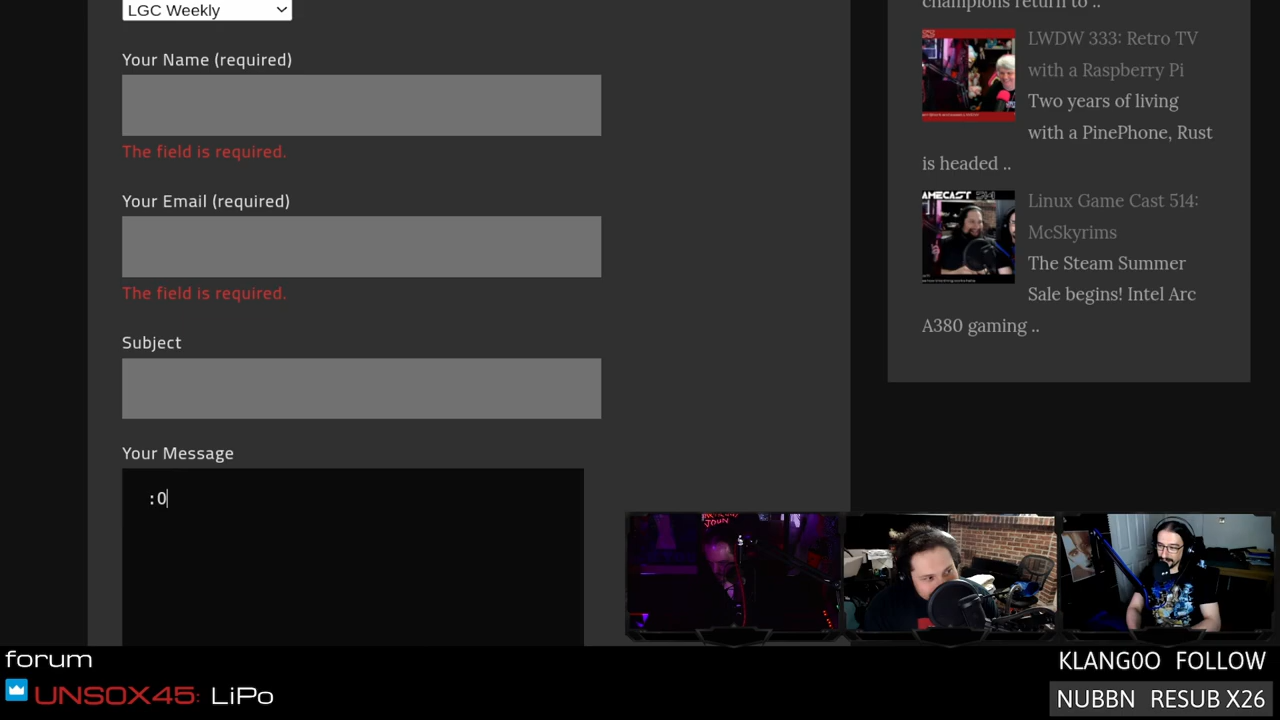 LGC Weekly
Your Name (required)
The field is required.
Your Email (required)
The field is required.
Subject
Your Message
:O
champions return to ..
LWDW 333: Retro TV
with a Raspberry Pi
Two years of living
with a PinePhone, Rust
is headed ..
Linux Game Cast 514:
McSkyrims
The Steam Summer
Sale begins! Intel Arc
A380 gaming ..
forum
UNSOX45: LiPo
KLANG0O FOLLOW
NUBBN RESUB X26